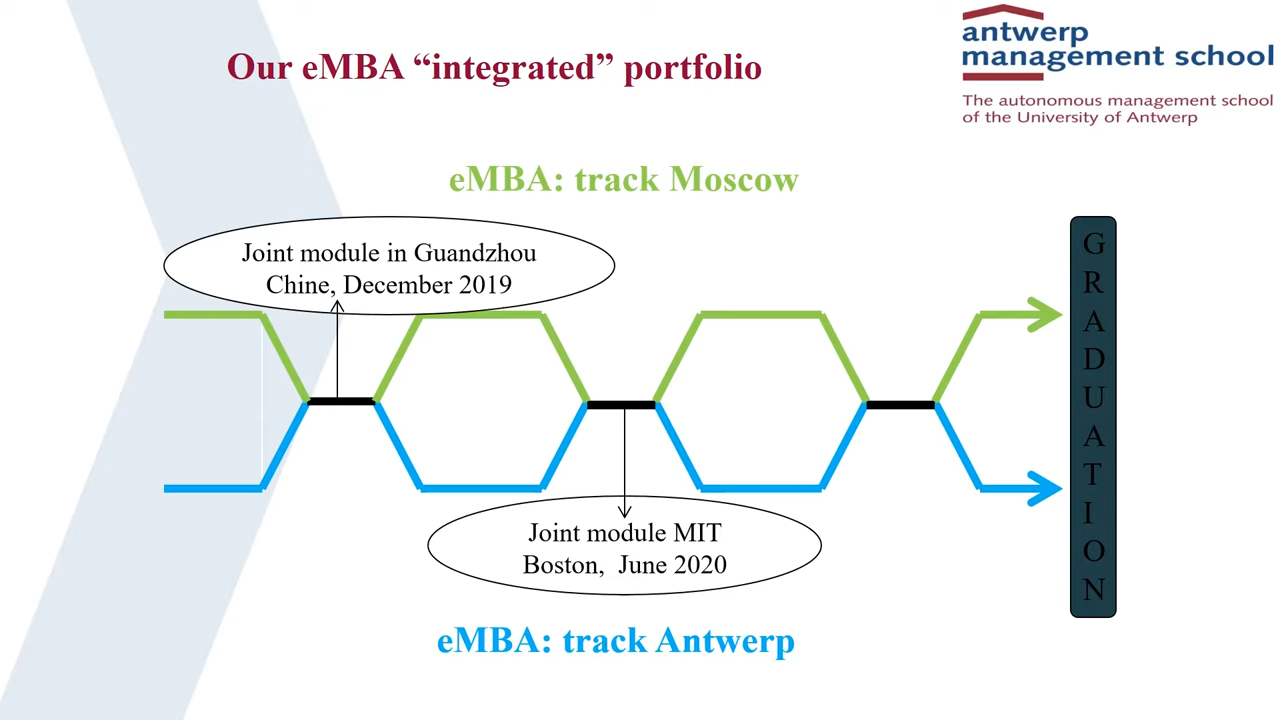 Our eMBA “integrated” portfolio
antwerp
management school
The autonomous management school
of the University of Antwerp
eMBA: track Moscow
Joint module in Guandzhou
Chine, December 2019
Joint module MIT
Boston,  June 2020
eMBA: track Antwerp
G
R
A
D
U
A
T
I
O
N